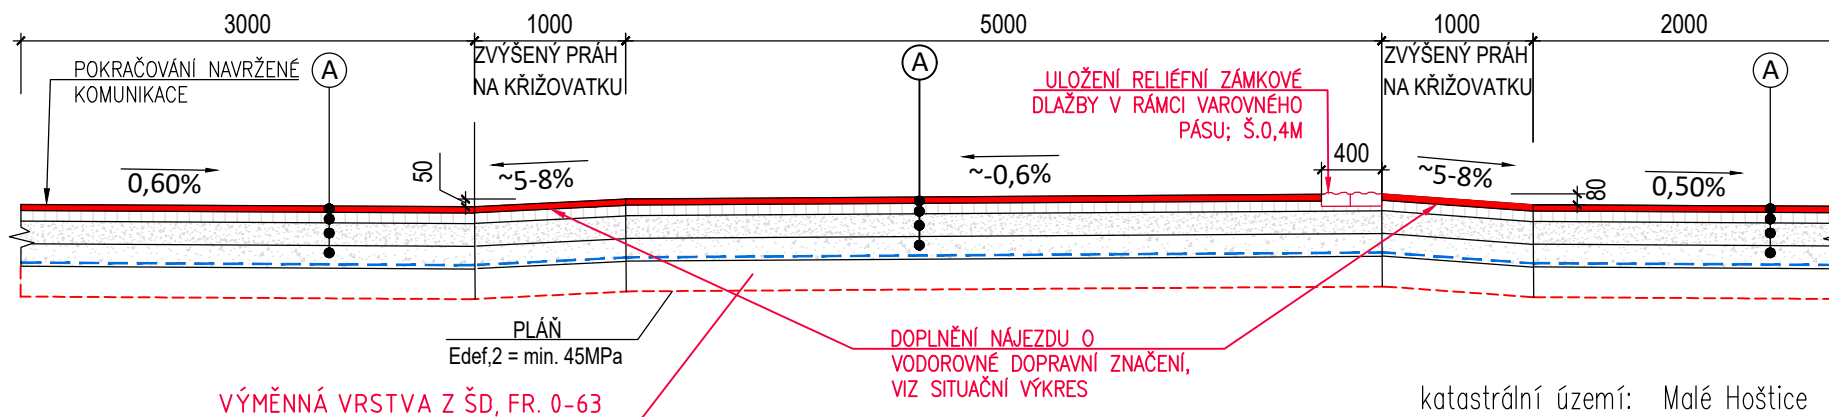 3000
1000
5000
1000
2000
POKRAČOVÁNÍ NAVRŽENÉ
KOMUNIKACE
A
ZVÝŠENÝ PRÁH
NA KŘIŽOVATKU
A
ULOŽENÍ RELIÉFNÍ ZÁMKOVÉ
DLAŽBY V RÁMCI VAROVNÉHO
PÁSU; Š.0,4M
ZVÝŠENÝ PRÁH
NA KŘIŽOVATKU
A
0,60%
50
~5-8%
~-0,6%
400
~5-8%
80
0,50%
PLÁŇ
Edef,2 = min. 45MPa
DOPLNĚNÍ NÁJEZDU O
VODOROVNÉ DOPRAVNÍ ZNAČENÍ,
VIZ SITUAČNÍ VÝKRES
VÝMĚNNÁ VRSTVA Z ŠD, FR. 0-63
katastrální území: Malé Hoštice